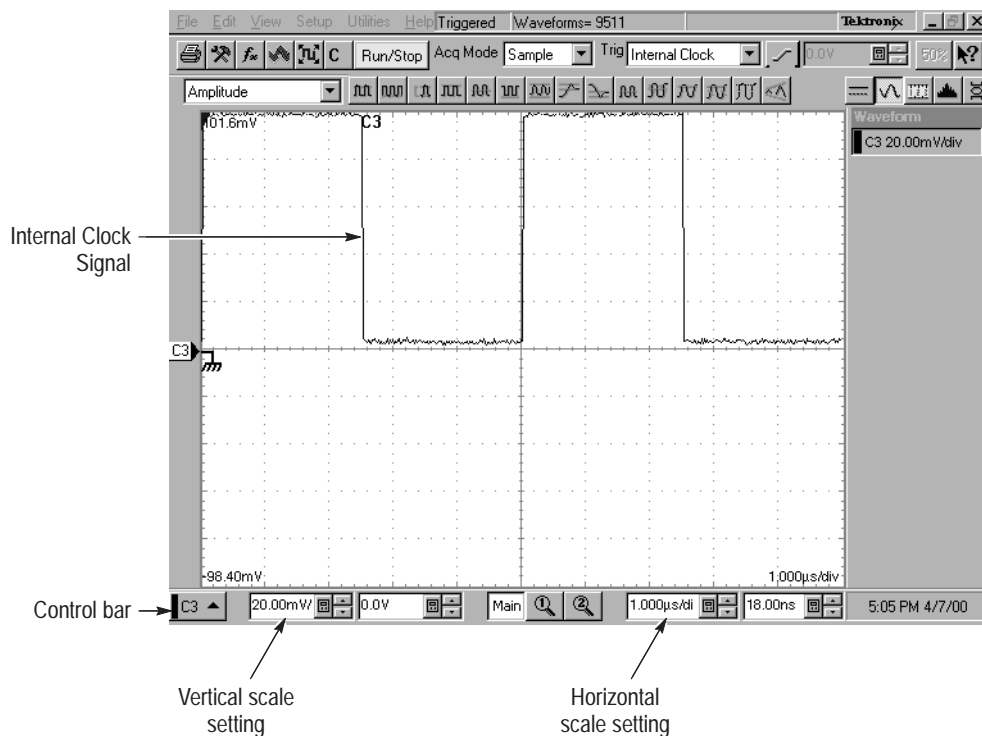 File Edit View Setup Utilities Help Triggered Waveforms= 9511 Tektronix
C Run/Stop Acq Mode Sample Trig Internal Clock 0.0V 50%
Amplitude
101.6mV C3
Waveform
C3 20.00mV/div
Internal Clock
Signal
C3
-98.40mV 1.000µs/div
Control bar
C3 20.00mV/ 0.0V Main 1 2 1.000µs/di 18.00ns 5:05 PM 4/7/00
Vertical scale
setting
Horizontal
scale setting